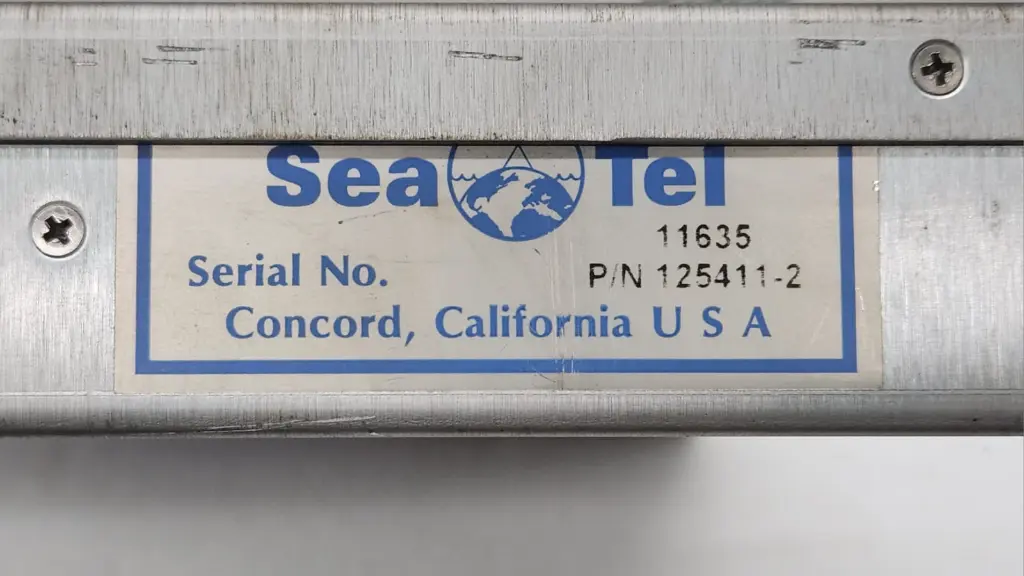 Sea Tel
11635
Serial No. P/N 125411-2
Concord, California U S A